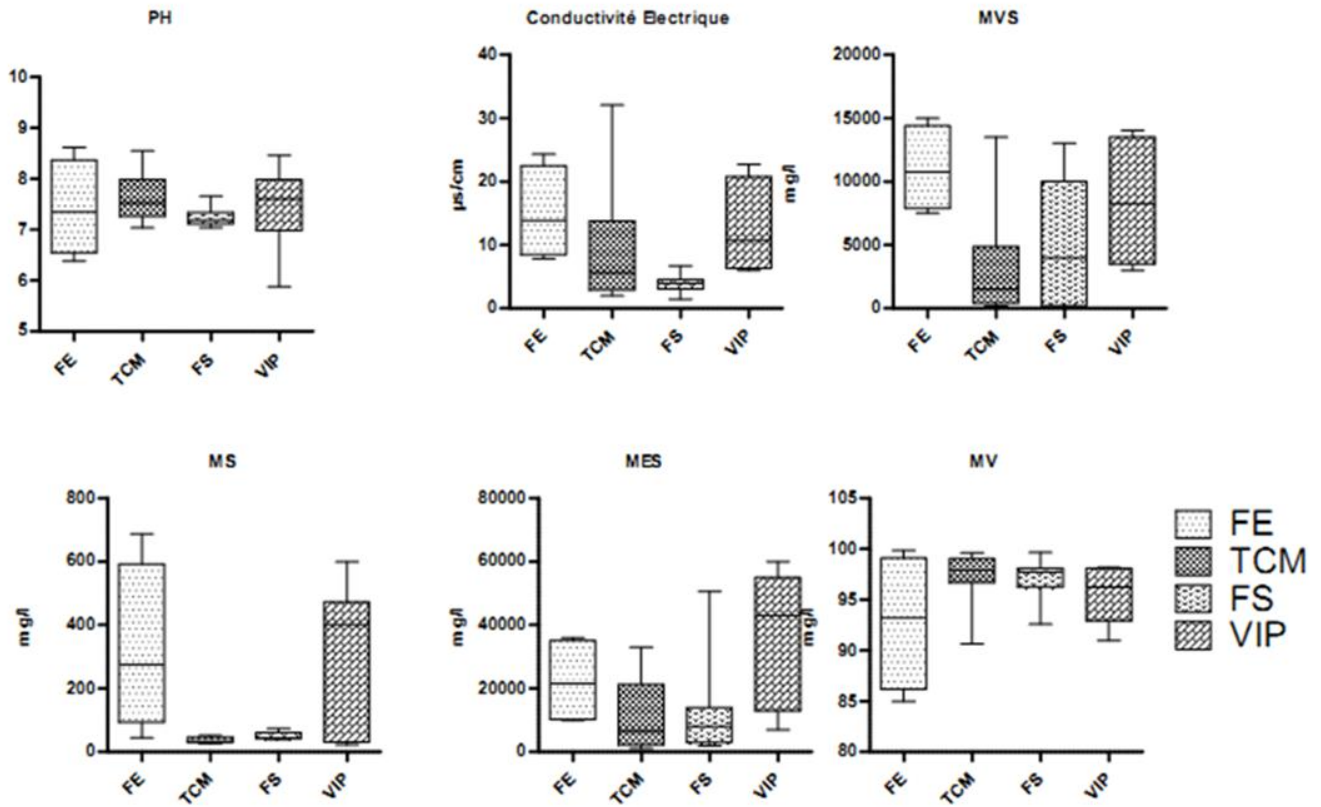 PH
10
9
8
7
6
5
FE
TCM
FS
VIP
Conductivité Electrique
µs/cm
40
30
20
10
0
FE
TCM
FS
VIP
MVS
mg/l
20000
15000
10000
5000
0
FE
TCM
FS
VIP
MS
mg/l
800
600
400
200
0
FE
TCM
FS
VIP
MES
mg/l
80000
60000
40000
20000
0
FE
TCM
FS
VIP
MV
mg/l
105
100
95
90
85
80
FE
TCM
FS
VIP
FE
TCM
FS
VIP